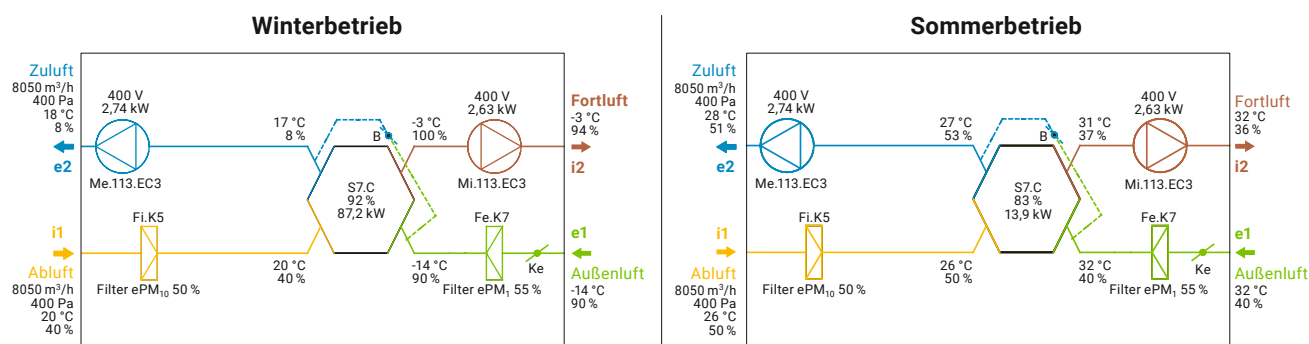 Winterbetrieb
Zuluft
8050 m³/h
400 Pa
18 °C
8 %
e2
400 V
2,74 kW
Me.113.EC3
17 °C
8 %
B
-3 °C
100 %
400 V
2,63 kW
Mi.113.EC3
Fortluft
-3 °C
94 %
i2
S7.C
92 %
87,2 kW
i1
Abluft
8050 m³/h
400 Pa
20 °C
40 %
Fi.K5
Filter ePM₁₀ 50 %
20 °C
40 %
-14 °C
90 %
Fe.K7
Filter ePM₁ 55 %
Ke
e1
Außenluft
-14 °C
90 %
Sommerbetrieb
Zuluft
8050 m³/h
400 Pa
28 °C
51 %
e2
400 V
2,74 kW
Me.113.EC3
27 °C
53 %
B
31 °C
37 %
400 V
2,63 kW
Mi.113.EC3
Fortluft
32 °C
36 %
i2
S7.C
83 %
13,9 kW
i1
Abluft
8050 m³/h
400 Pa
26 °C
50 %
Fi.K5
Filter ePM₁₀ 50 %
26 °C
50 %
32 °C
40 %
Fe.K7
Filter ePM₁ 55 %
Ke
e1
Außenluft
32 °C
40 %